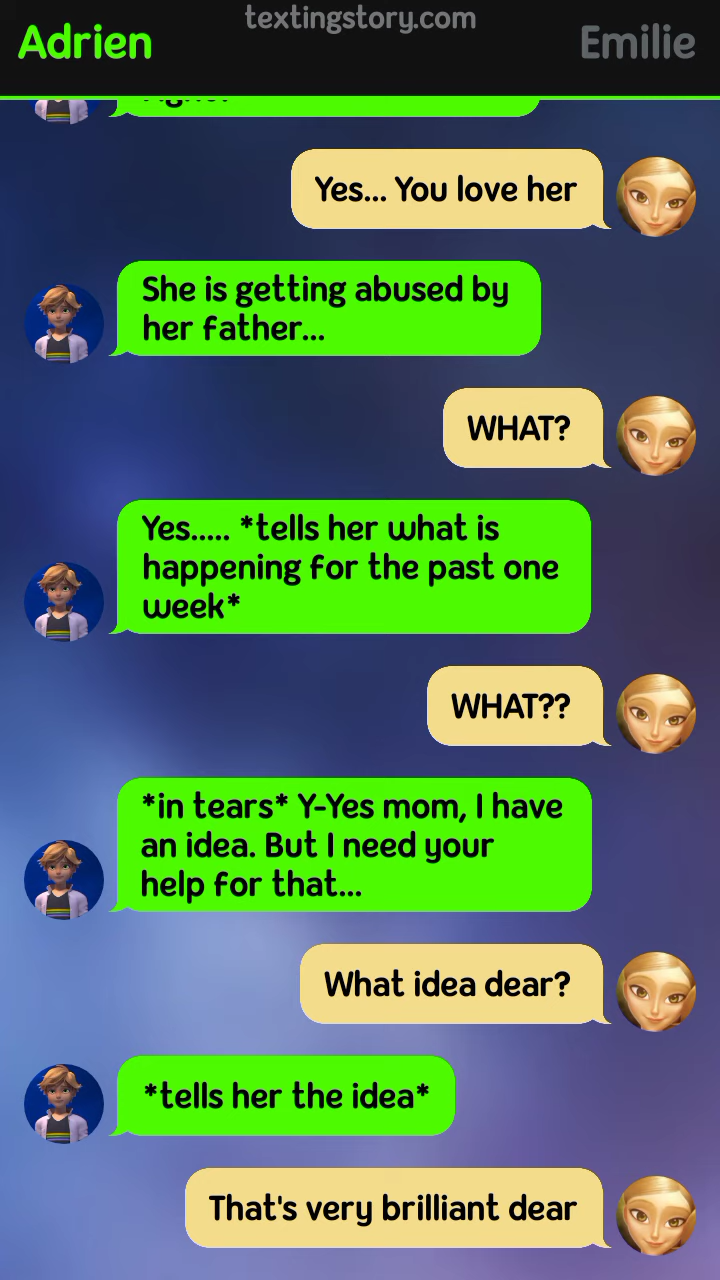 textingstory.com
Adrien
Emilie
Yes... You love her
She is getting abused by
her father...
WHAT?
Yes..... *tells her what is
happening for the past one
week*
WHAT??
*in tears* Y-Yes mom, I have
an idea. But I need your
help for that...
What idea dear?
*tells her the idea*
That's very brilliant dear